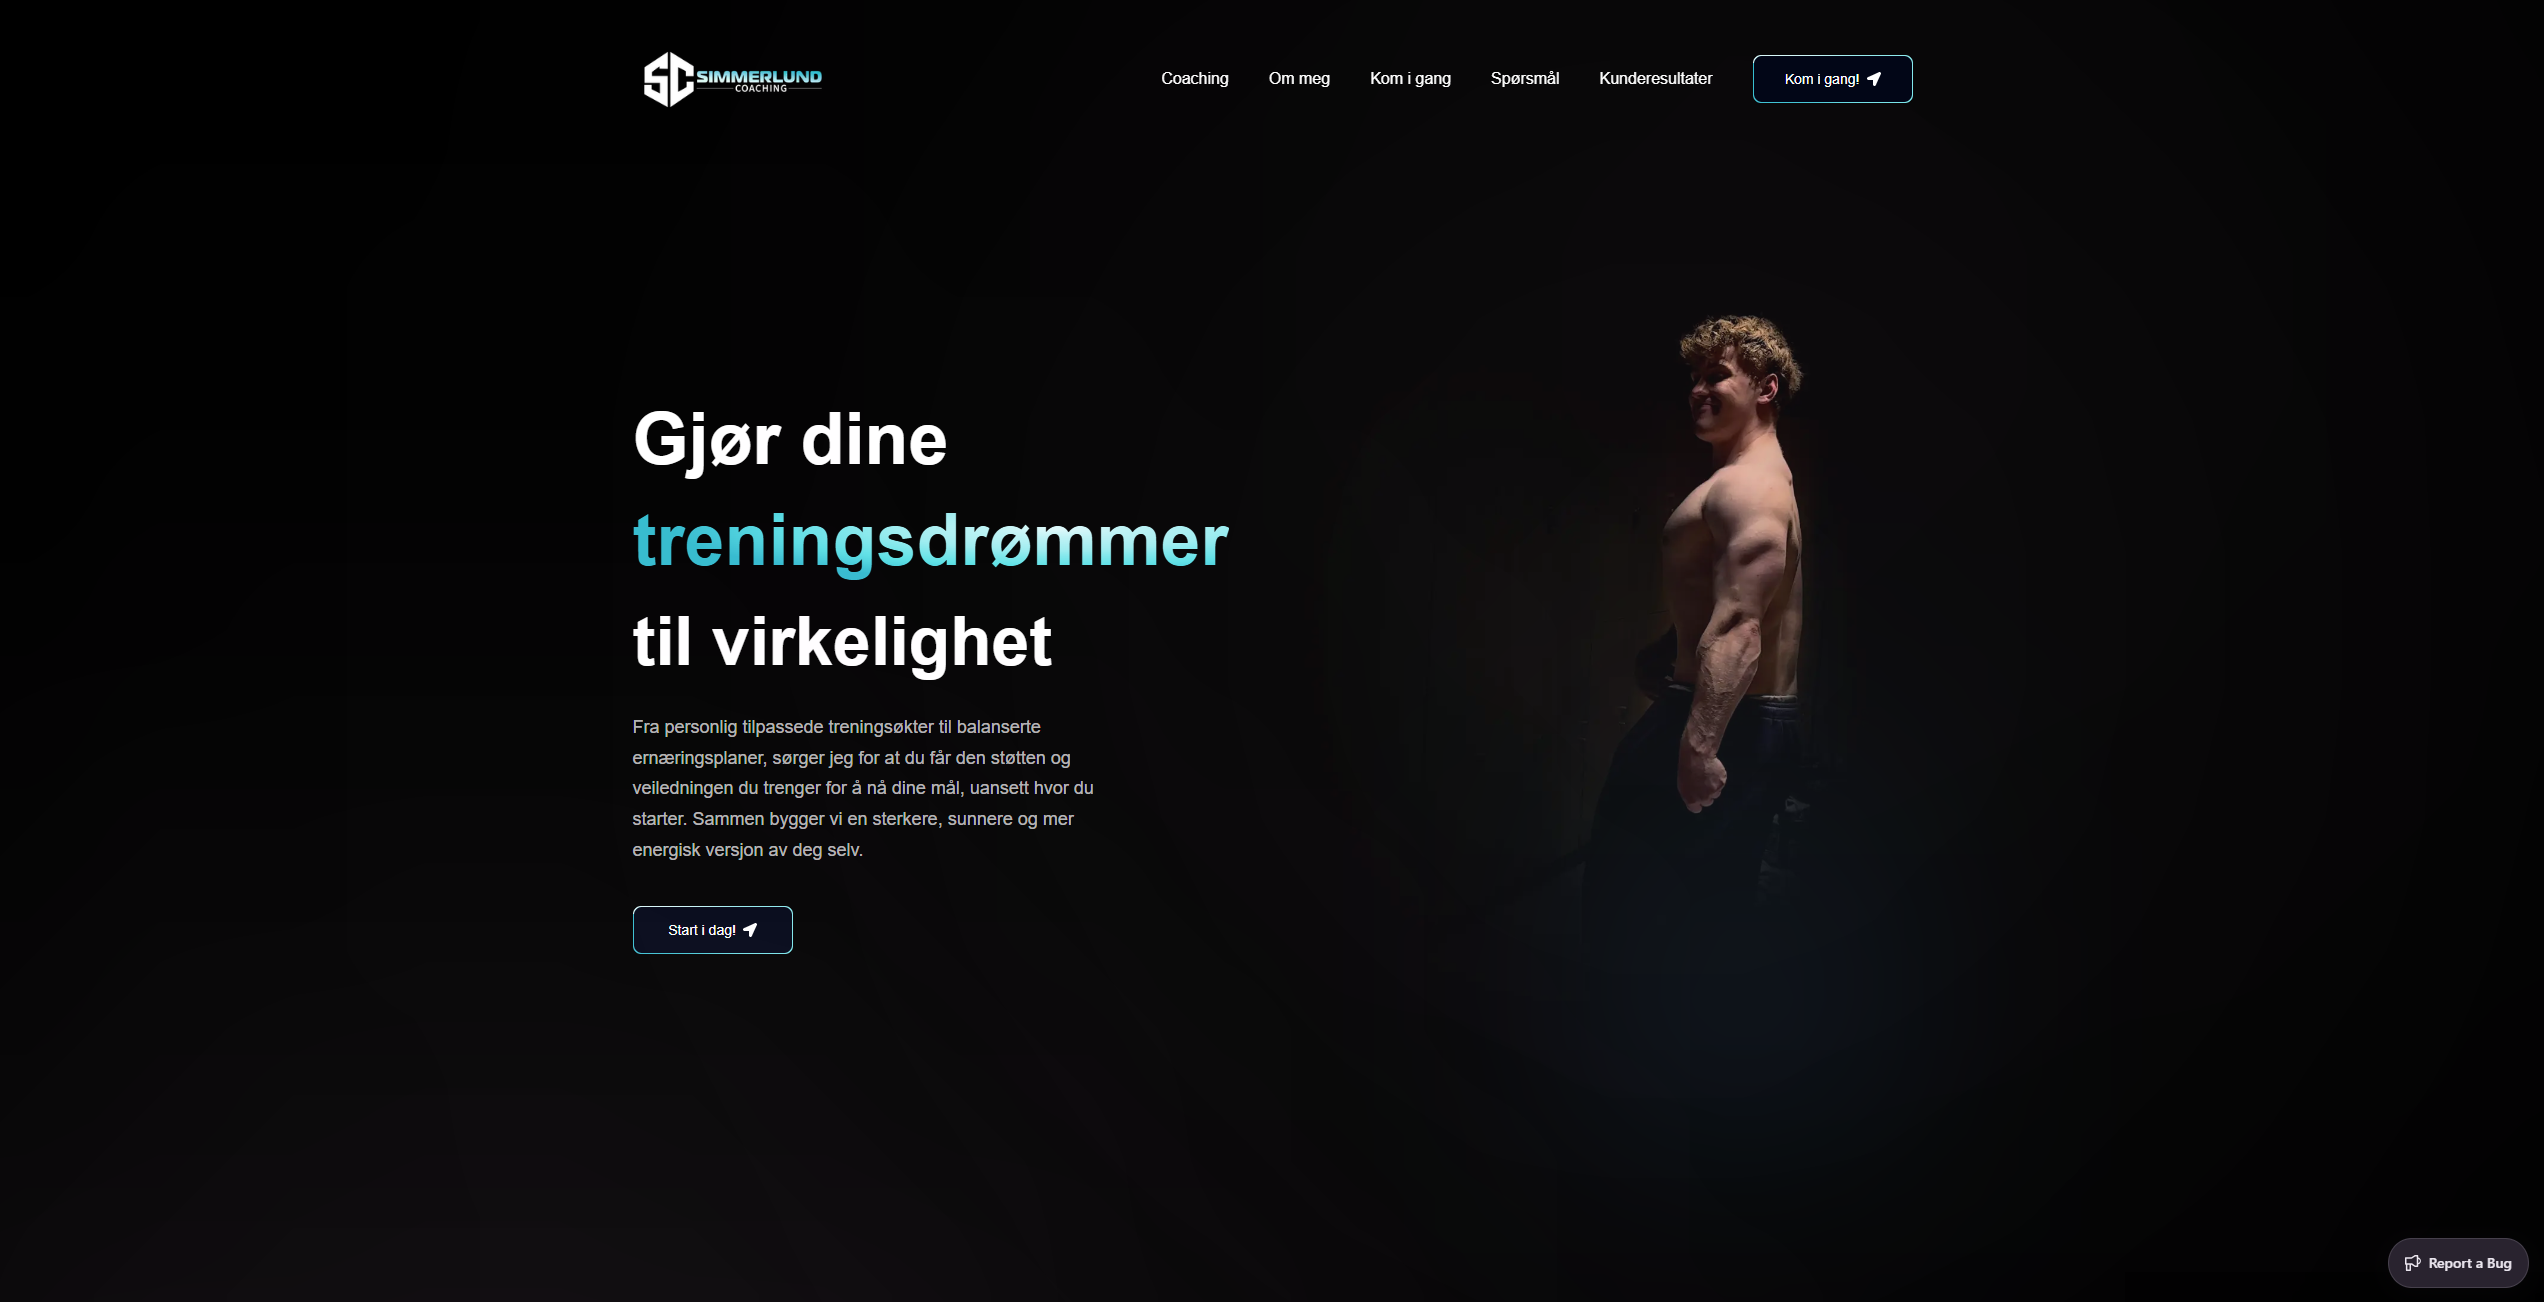 SC SIMMERLUND
COACHING
Coaching
Om meg
Kom i gang
Spørsmål
Kunderesultater
Kom i gang!
Gjør dine
treningsdrømmer
til virkelighet
Fra personlig tilpassede treningsøkter til balanserte
ernæringsplaner, sørger jeg for at du får den støtten og
veiledningen du trenger for å nå dine mål, uansett hvor du
starter. Sammen bygger vi en sterkere, sunnere og mer
energisk versjon av deg selv.
Start i dag!
Report a Bug